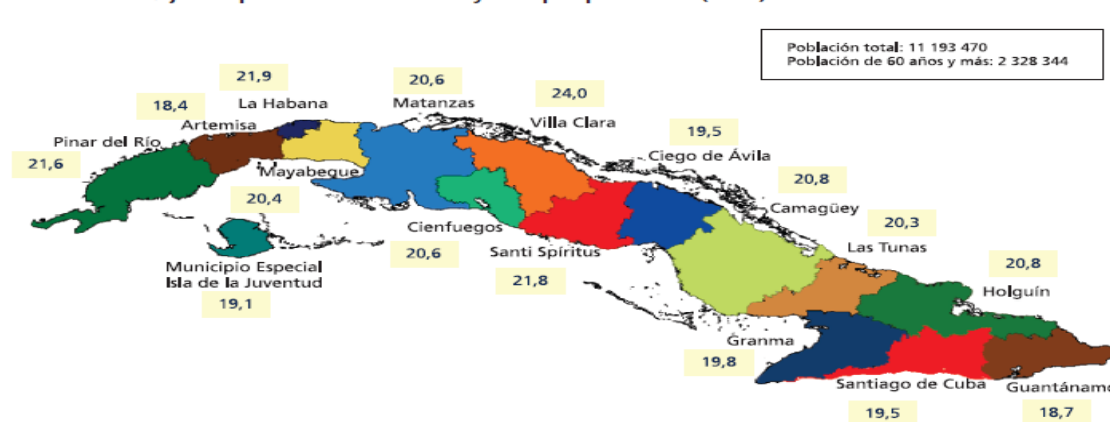 Población total: 11 193 470
Población de 60 años y más: 2 328 344
21,9
La Habana
20,6
Matanzas
24,0
Villa Clara
18,4
Artemisa
19,5
Ciego de Ávila
Pinar del Río
21,6
Mayabeque
20,4
20,8
Camagüey
20,3
Las Tunas
Cienfuegos
20,6
Santi Spíritus
21,8
Municipio Especial
Isla de la Juventud
19,1
20,8
Holguín
Granma
19,8
Santiago de Cuba
19,5
Guantánamo
18,7